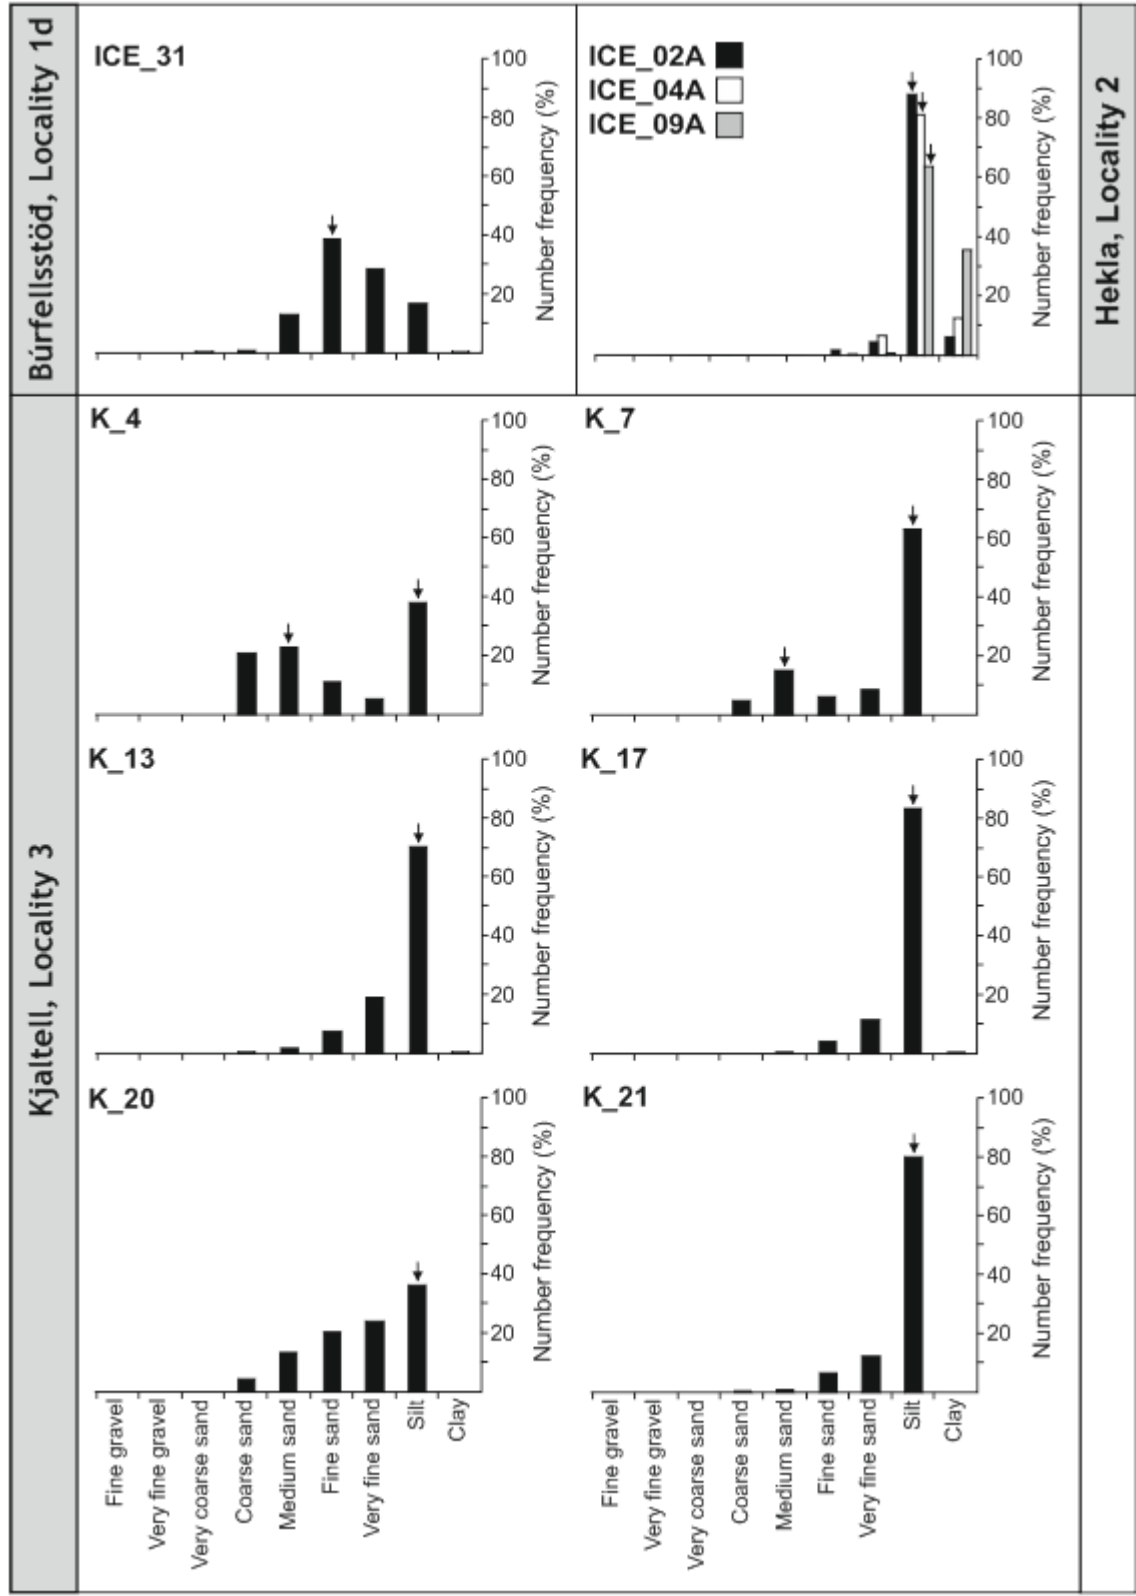 Búrfellsstöd, Locality 1d
ICE_31
100
80
60
40
20
Number frequency (%)
ICE_02A
ICE_04A
ICE_09A
100
80
60
40
20
Number frequency (%)
Hekla, Locality 2
Kjaltell, Locality 3
K_4
100
80
60
40
20
Number frequency (%)
K_7
100
80
60
40
20
Number frequency (%)
K_13
100
80
60
40
20
Number frequency (%)
K_17
100
80
60
40
20
Number frequency (%)
K_20
100
80
60
40
20
Number frequency (%)
Fine gravel
Very fine gravel
Very coarse sand
Coarse sand
Medium sand
Fine sand
Very fine sand
Silt
Clay
K_21
100
80
60
40
20
Number frequency (%)
Fine gravel
Very fine gravel
Very coarse sand
Coarse sand
Medium sand
Fine sand
Very fine sand
Silt
Clay